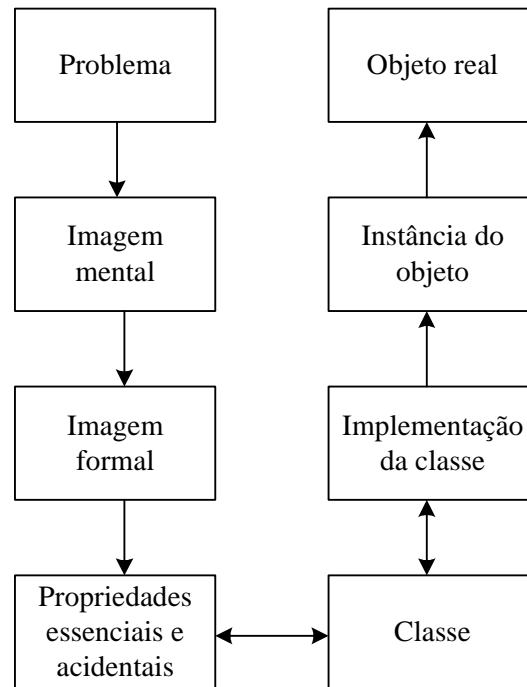 Problema
Objeto real
Imagem
mental
Instância do
objeto
Imagem
formal
Implementação
da classe
Propriedades
essenciais e
acidentais
Classe